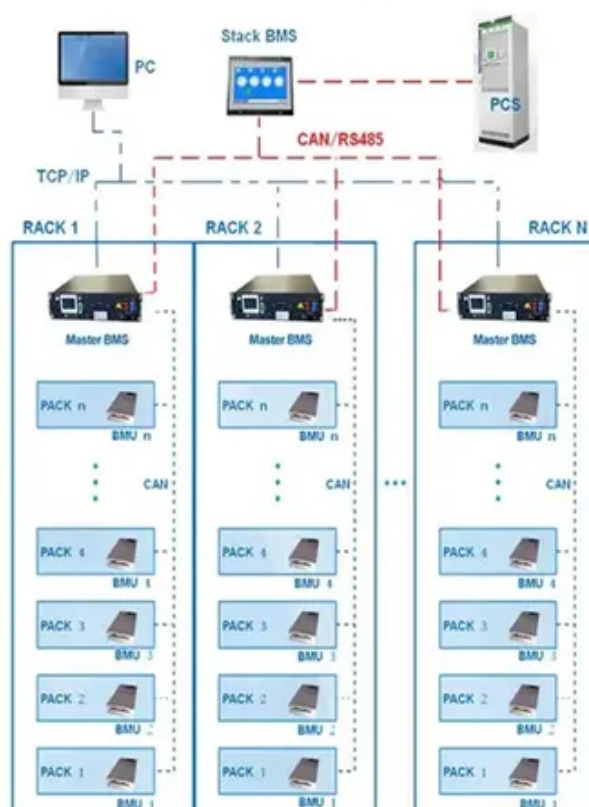 Stack BMS
PC
PCS
CAN/RS485
TCP/IP
RACK 1
RACK 2
RACK N
Master BMS
Master BMS
Master BMS
PACK n
BMU n
PACK n
BMU n
PACK n
BMU n
CAN
CAN
CAN
PACK 4
BMU 4
PACK 4
BMU 4
PACK 4
BMU 4
PACK 3
BMU 3
PACK 3
BMU 3
PACK 3
BMU 3
PACK 2
BMU 2
PACK 2
BMU 2
PACK 2
BMU 2
PACK 1
BMU 1
PACK 1
BMU 1
PACK 1
BMU 1